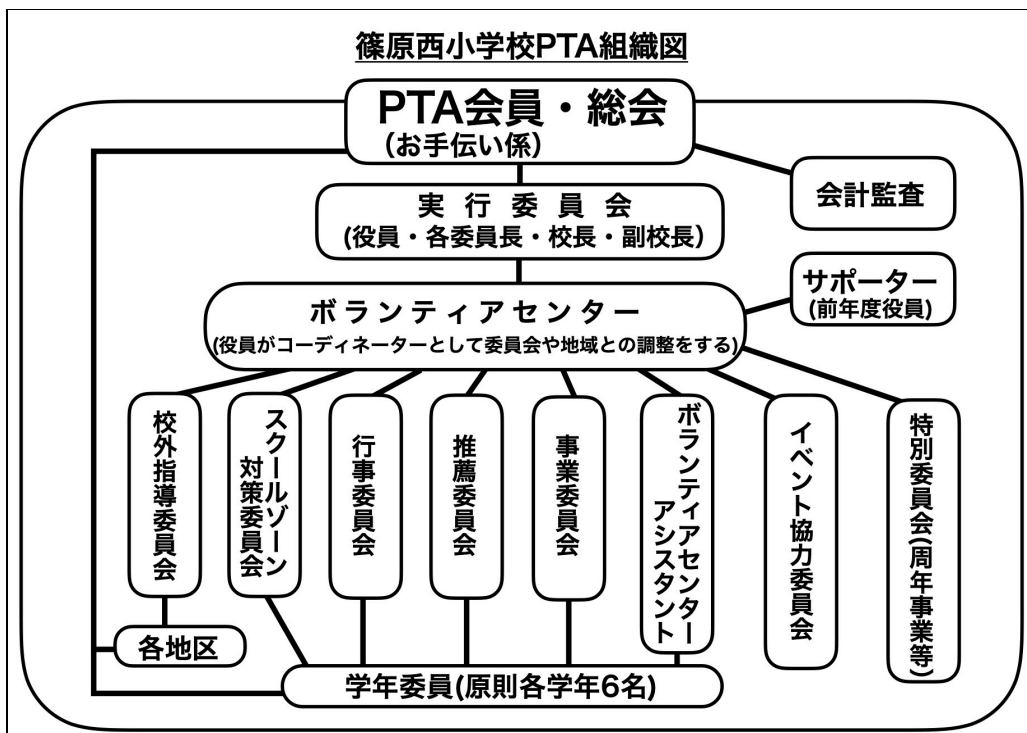 篠原西小学校PTA組織図
PTA会員・総会
(お手伝い係)
会計監査
実行委員会
(役員・各委員長・校長・副校長)
サポーター
(前年度役員)
ボランティアセンター
(役員がコーディネーターとして委員会や地域との調整をする)
校外指導委員会
スクールゾーン
対策委員会
行事委員会
推薦委員会
事業委員会
ボランティアセンター
アシスタント
イベント協力委員会
特別委員会(周年事業等)
各地区
学年委員(原則各学年6名)